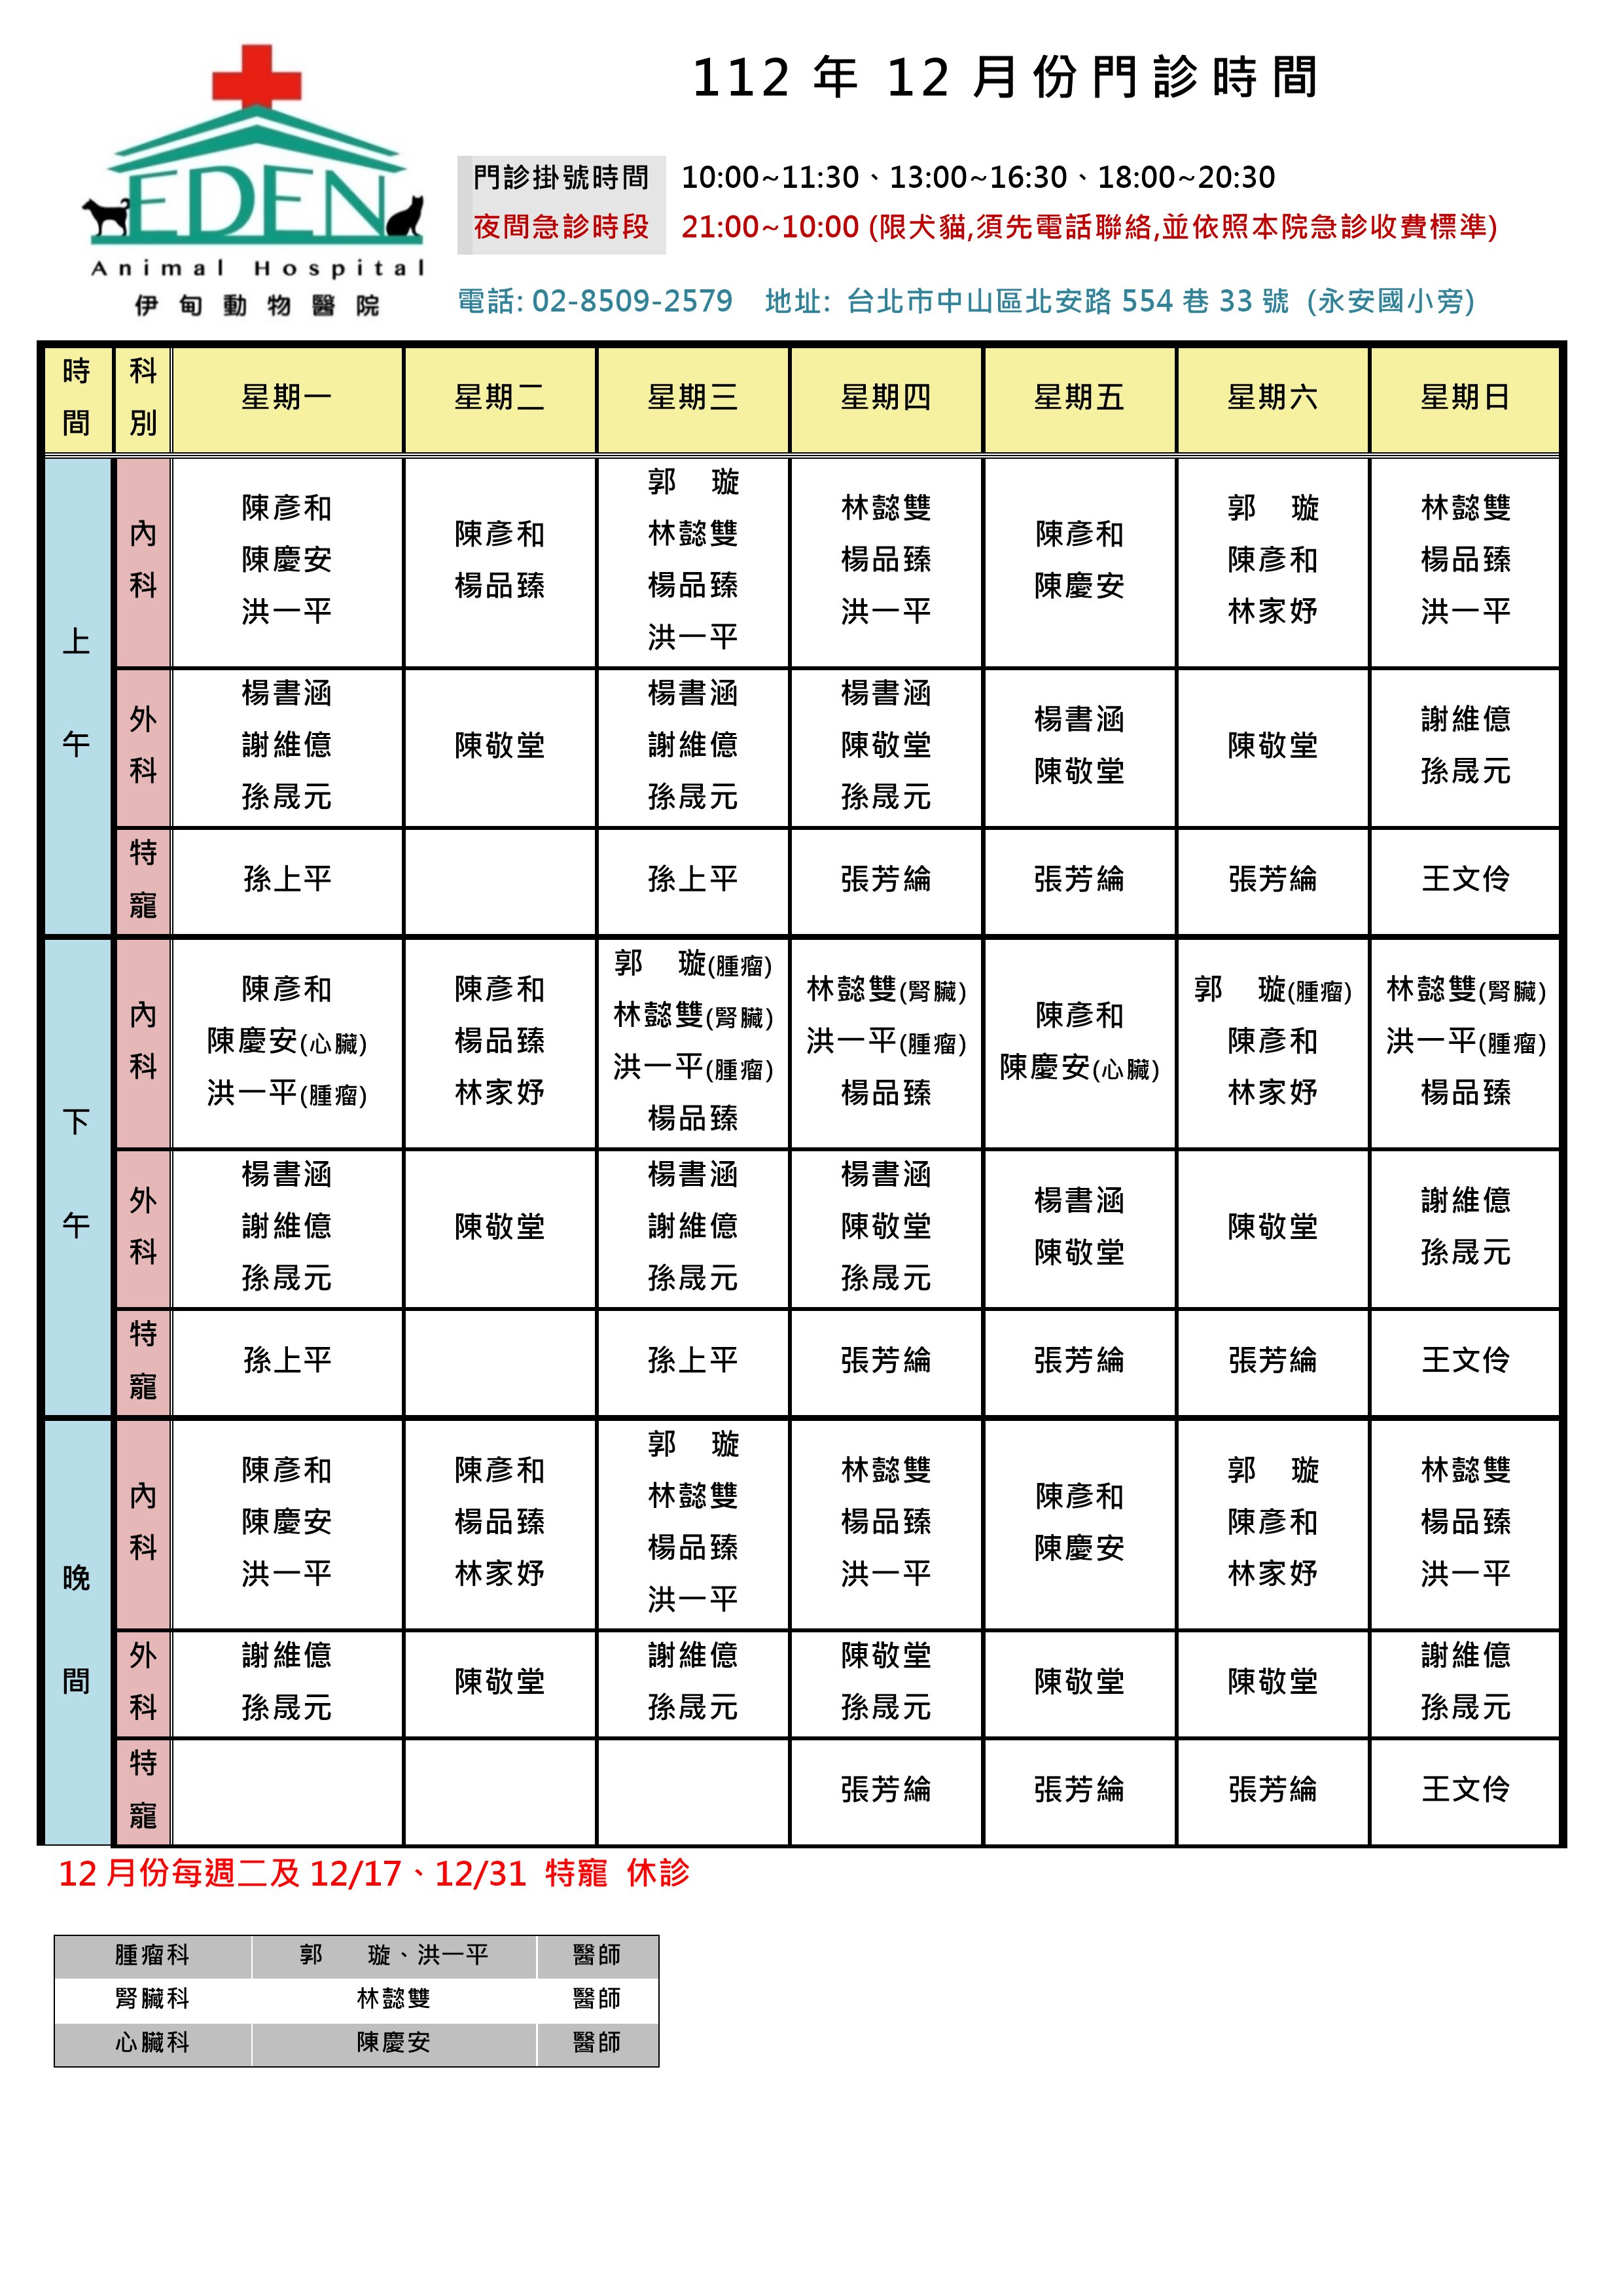 112 年 12 月份門診時間
門診掛號時間 10:00~11:30、13:00~16:30、18:00~20:30
夜間急診時段 21:00~10:00 (限犬貓,須先電話聯絡,並依照本院急診收費標準)
EDEN
Animal Hospital
伊甸動物醫院
電話: 02-8509-2579 地址: 台北市中山區北安路 554 巷 33 號 (永安國小旁)
時間 科別 星期一 星期二 星期三 星期四 星期五 星期六 星期日
上午
內科
陳彥和
陳慶安
洪一平
陳彥和
楊品臻
郭 璇
林懿雙
楊品臻
洪一平
林懿雙
楊品臻
洪一平
陳彥和
陳慶安
郭 璇
陳彥和
林家妤
林懿雙
楊品臻
洪一平
外科
楊書涵
謝維億
孫晟元
陳敬堂
楊書涵
謝維億
孫晟元
楊書涵
陳敬堂
孫晟元
楊書涵
陳敬堂
陳敬堂
謝維億
孫晟元
特寵
孫上平
孫上平
張芳綸
張芳綸
張芳綸
王文伶
下午
內科
陳彥和
陳慶安(心臟)
洪一平(腫瘤)
陳彥和
楊品臻
林家妤
郭 璇(腫瘤)
林懿雙(腎臟)
洪一平(腫瘤)
楊品臻
林懿雙(腎臟)
洪一平(腫瘤)
楊品臻
陳彥和
陳慶安(心臟)
郭 璇(腫瘤)
陳彥和
林家妤
林懿雙(腎臟)
洪一平(腫瘤)
楊品臻
外科
楊書涵
謝維億
孫晟元
陳敬堂
楊書涵
謝維億
孫晟元
楊書涵
陳敬堂
孫晟元
楊書涵
陳敬堂
陳敬堂
謝維億
孫晟元
特寵
孫上平
孫上平
張芳綸
張芳綸
張芳綸
王文伶
晚間
內科
陳彥和
陳慶安
洪一平
陳彥和
楊品臻
林家妤
郭 璇
林懿雙
楊品臻
洪一平
林懿雙
楊品臻
洪一平
陳彥和
陳慶安
郭 璇
陳彥和
林家妤
林懿雙
楊品臻
洪一平
外科
謝維億
孫晟元
陳敬堂
謝維億
孫晟元
陳敬堂
孫晟元
陳敬堂
陳敬堂
謝維億
孫晟元
特寵
張芳綸
張芳綸
張芳綸
王文伶
12 月份每週二及 12/17、12/31 特寵 休診
腫瘤科 郭 璇、洪一平 醫師
腎臟科 林懿雙 醫師
心臟科 陳慶安 醫師